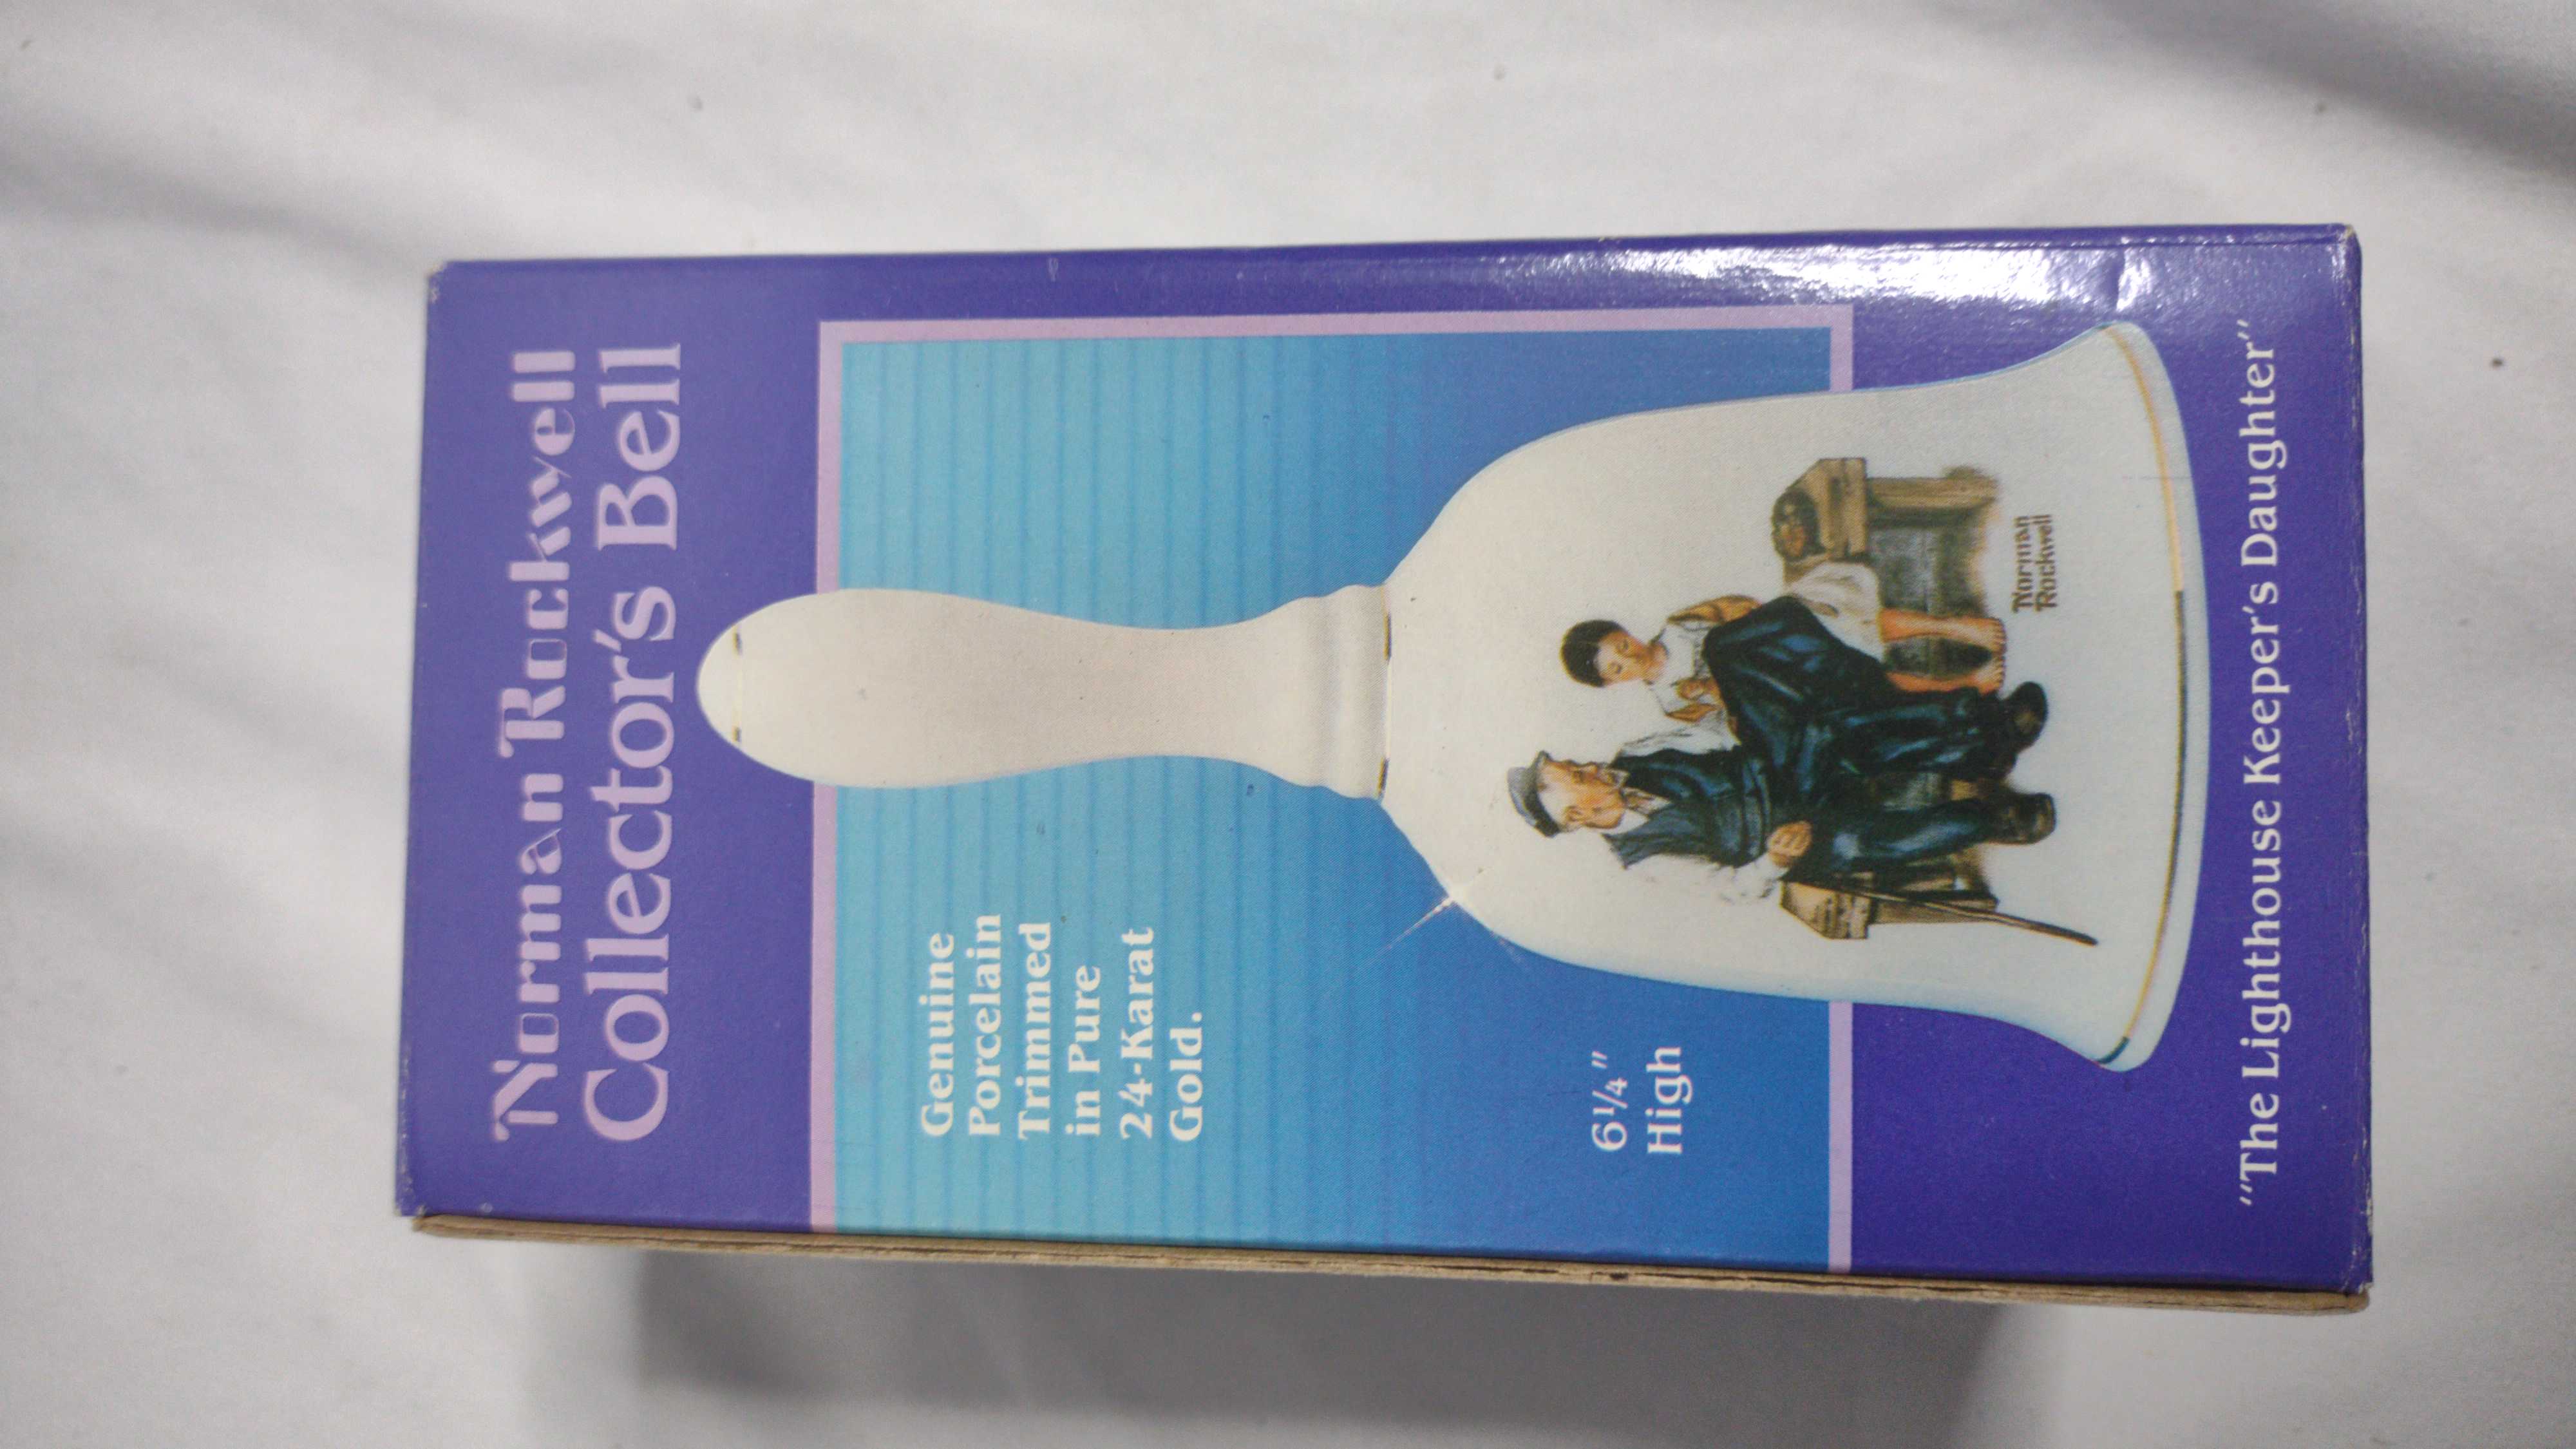 Norman Rockwell
Collector's Bell
Genuine
Porcelain
Trimmed
in Pure
24-Karat
Gold.
6¼"
High
Norman
Rockwell
"The Lighthouse Keeper's Daughter"